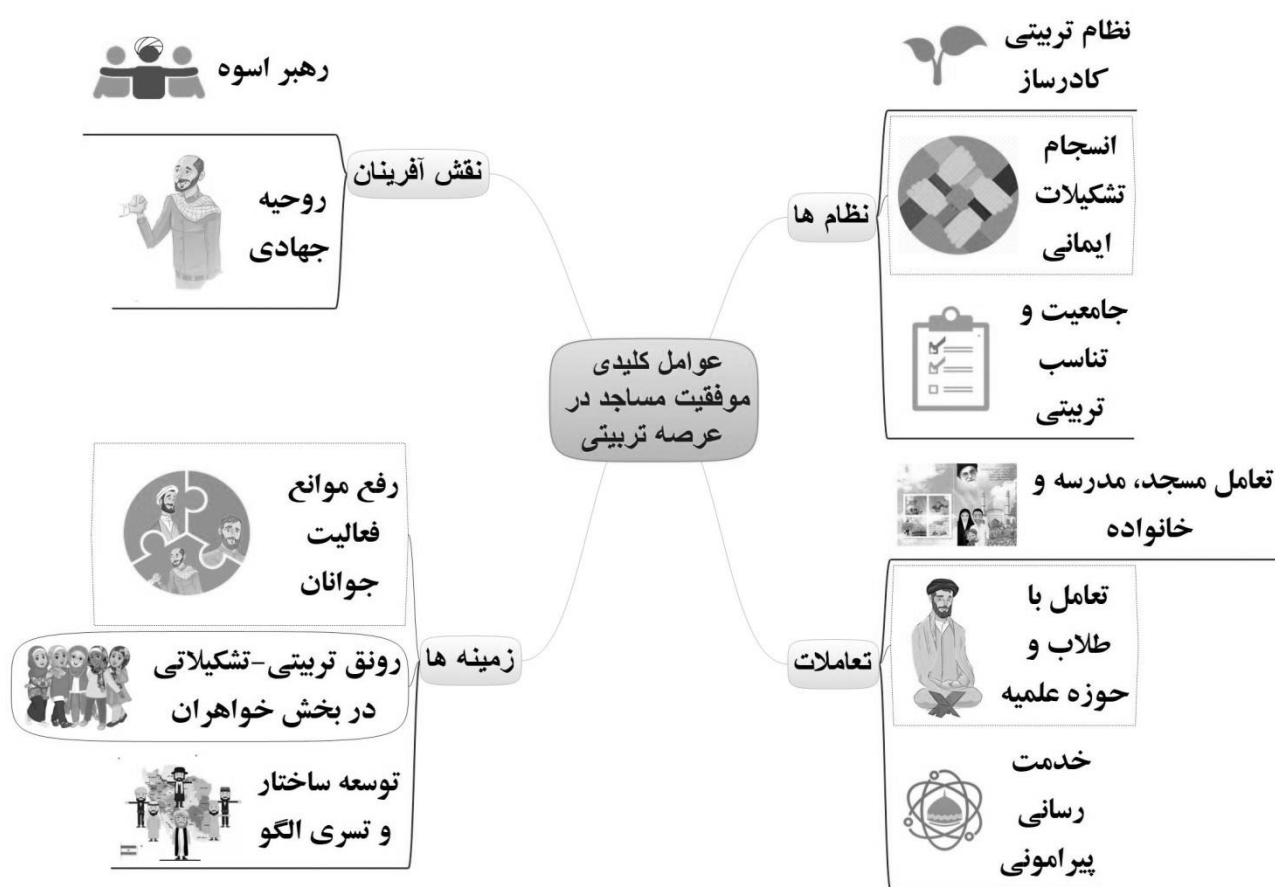 عوامل کلیدی
موفقیت مساجد در
عرصه تربیتی
نظام ها
نظام تربیتی
کادرساز
انسجام
تشکیلات
ایمانی
جامعیت و
تناسب
تربیتی
تعاملات
تعامل مسجد، مدرسه و
خانواده
تعامل با
طلاب و
حوزه علمیه
خدمت
رسانی
پیرامونی
نقش آفرینان
رهبر اسوه
روحیه
جهادی
زمینه ها
رفع موانع
فعالیت
جوانان
رونق تربیتی-تشکیلاتی
در بخش خواهران
توسعه ساختار
و تسری الگو